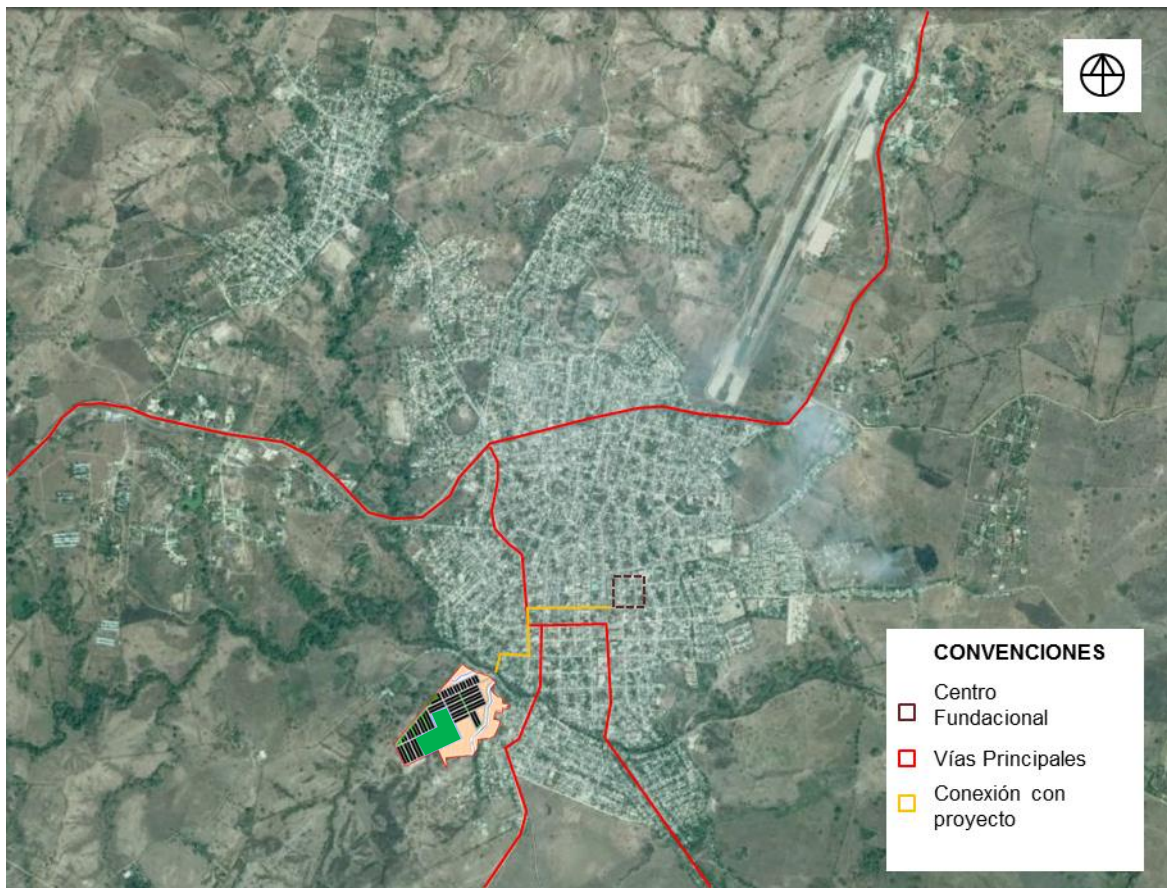 CONVENCIONES
Centro
Fundacional
Vías Principales
Conexión con
proyecto